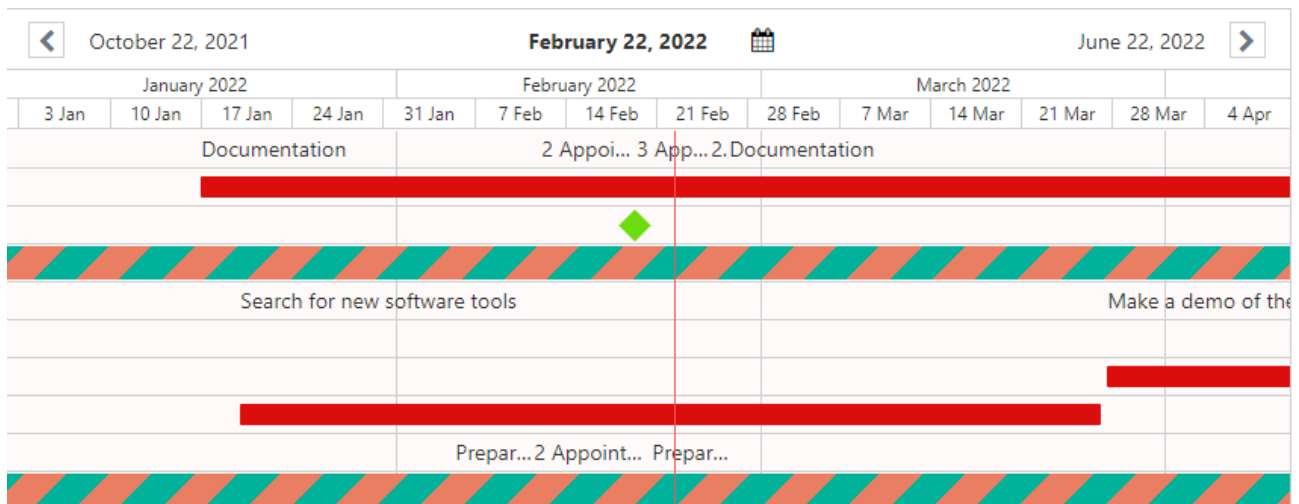 October 22, 2021 February 22, 2022 June 22, 2022
January 2022 February 2022 March 2022
3 Jan 10 Jan 17 Jan 24 Jan 31 Jan 7 Feb 14 Feb 21 Feb 28 Feb 7 Mar 14 Mar 21 Mar 28 Mar 4 Apr
Documentation 2 Appoi... 3 App... 2. Documentation
Search for new software tools Make a demo of the
Prepar... 2 Appoint... Prepar...